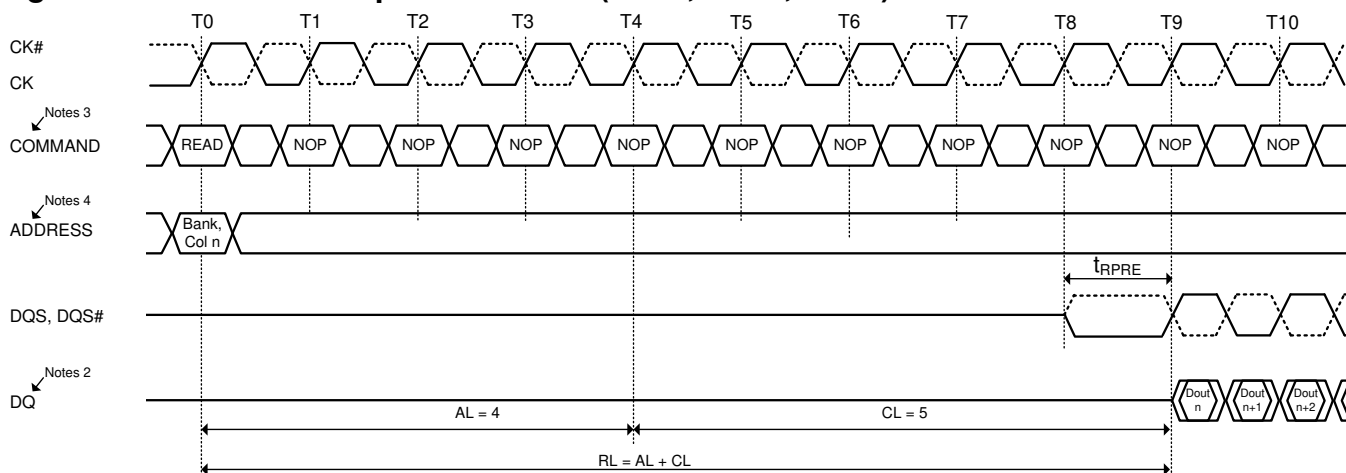 T0 T1 T2 T3 T4 T5 T6 T7 T8 T9 T10
CK#
CK
Notes 3
COMMAND READ NOP NOP NOP NOP NOP NOP NOP NOP NOP NOP
Notes 4
ADDRESS
Bank,
Col n
tRPRE
DQS, DQS#
Notes 2
DQ
Dout
n
Dout
n+1
Dout
n+2
AL = 4 CL = 5
RL = AL + CL